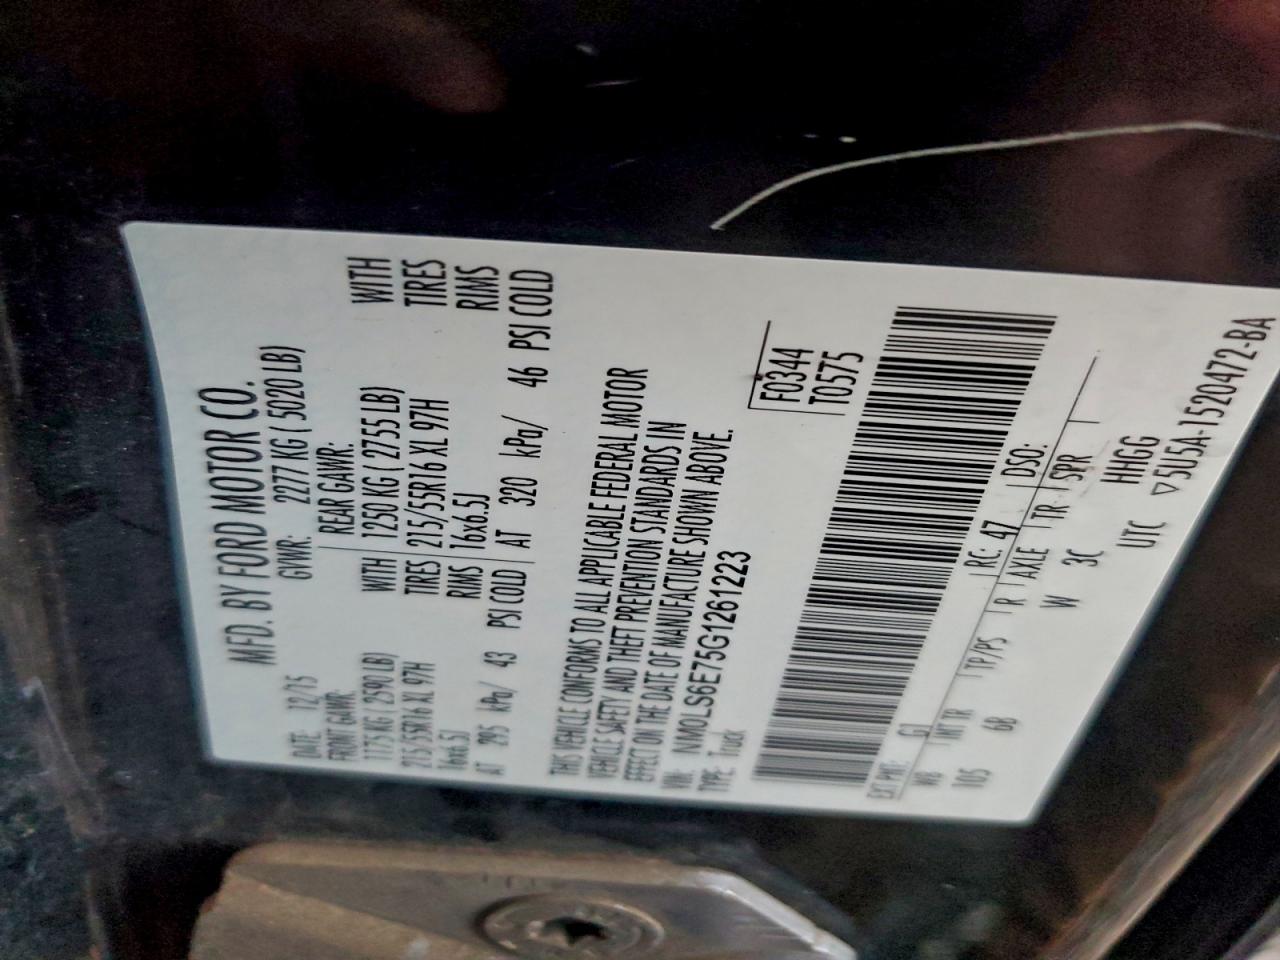 MFD. BY FORD MOTOR CO.
DATE: 12/15 GVWR: 2277 KG ( 5020 LB)
FRONT GAWR: REAR GAWR:
1175 KG 2590 LB) WITH 1250 KG ( 2755 LB) WITH
215/55R16 XL 97H TIRES 215/55R16 XL 97H TIRES
16x6.5J RIMS 16x6.5J RIMS
AT 295 kPa/ 43 PSI COLD AT 320 kPa/ 46 PSI COLD
THIS VEHICLE CONFORMS TO ALL APPLICABLE FEDERAL MOTOR
VEHICLE SAFETY AND THEFT PREVENTION STANDARDS IN
EFFECT ON THE DATE OF MANUFACTURE SHOWN ABOVE.
VIN: NM0LS6E75G1261223
TYPE: Truck
F0344
T0575
EXT PNT: G1 RC: 47 DSO:
WB INT TR TP/PS R AXLE TR SPR
105 6B W 3C HHGG
UTC ▽5U5A-1520472-BA